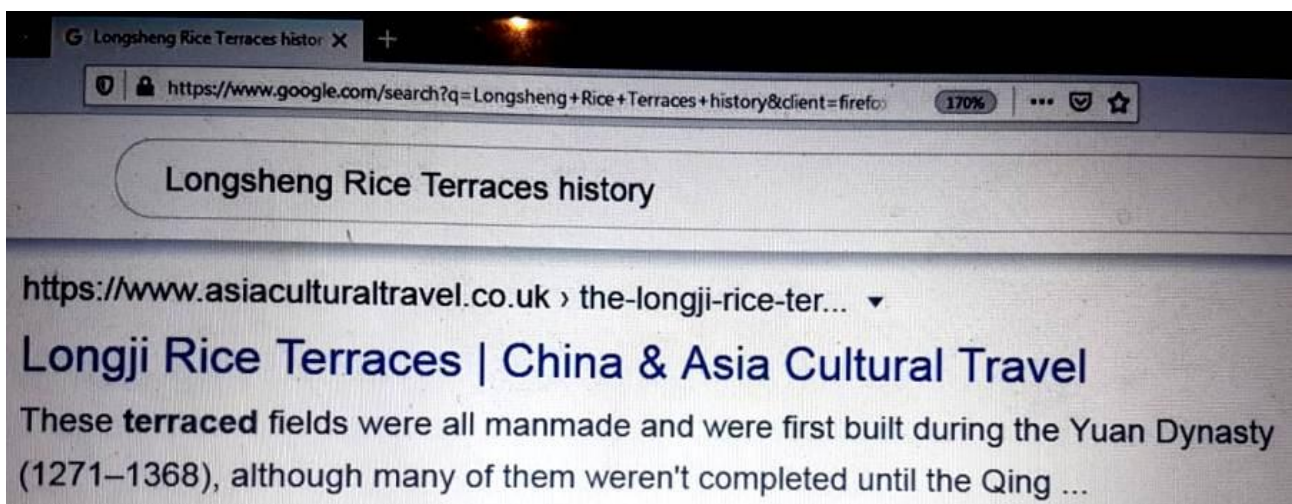 G Longsheng Rice Terraces histor X +
https://www.google.com/search?q=Longsheng+Rice+Terraces+history&client=firefo 170% ...
Longsheng Rice Terraces history
https://www.asiaculturaltravel.co.uk › the-longji-rice-ter... ▾
Longji Rice Terraces | China & Asia Cultural Travel
These terraced fields were all manmade and were first built during the Yuan Dynasty
(1271–1368), although many of them weren't completed until the Qing ...